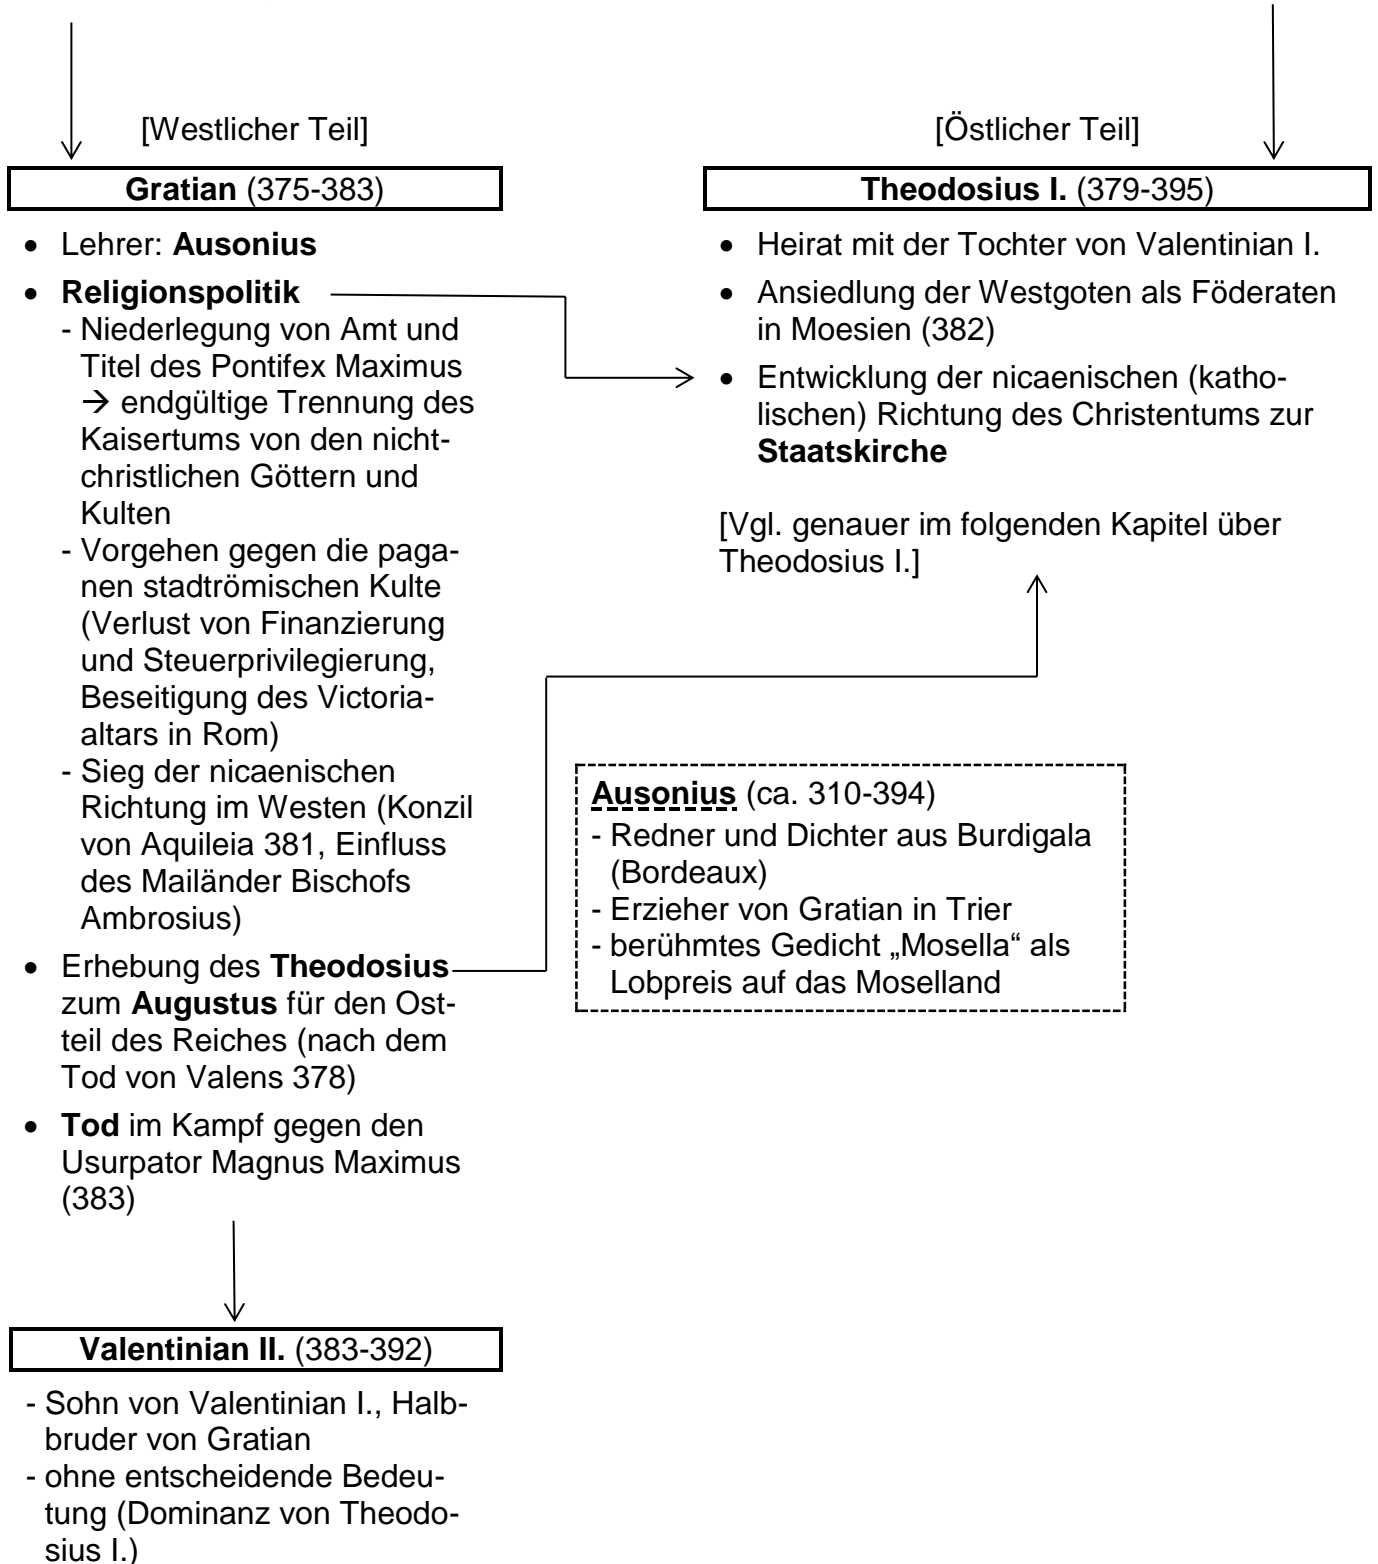 [Westlicher Teil]
Gratian (375-383)
• Lehrer: Ausonius
• Religionspolitik
- Niederlegung von Amt und
Titel des Pontifex Maximus
→ endgültige Trennung des
Kaisertums von den nicht-
christlichen Göttern und
Kulten
- Vorgehen gegen die paga-
nen stadtrömischen Kulte
(Verlust von Finanzierung
und Steuerprivilegierung,
Beseitigung des Victoria-
altars in Rom)
- Sieg der nicaenischen
Richtung im Westen (Konzil
von Aquileia 381, Einfluss
des Mailänder Bischofs
Ambrosius)
• Erhebung des Theodosius
zum Augustus für den Ost-
teil des Reiches (nach dem
Tod von Valens 378)
• Tod im Kampf gegen den
Usurpator Magnus Maximus
(383)
Valentinian II. (383-392)
- Sohn von Valentinian I., Halb-
bruder von Gratian
- ohne entscheidende Bedeu-
tung (Dominanz von Theodo-
sius I.)
[Östlicher Teil]
Theodosius I. (379-395)
• Heirat mit der Tochter von Valentinian I.
• Ansiedlung der Westgoten als Föderaten
in Moesien (382)
• Entwicklung der nicaenischen (katho-
lischen) Richtung des Christentums zur
Staatskirche
[Vgl. genauer im folgenden Kapitel über
Theodosius I.]
Ausonius (ca. 310-394)
- Redner und Dichter aus Burdigala
(Bordeaux)
- Erzieher von Gratian in Trier
- berühmtes Gedicht „Mosella“ als
Lobpreis auf das Moselland